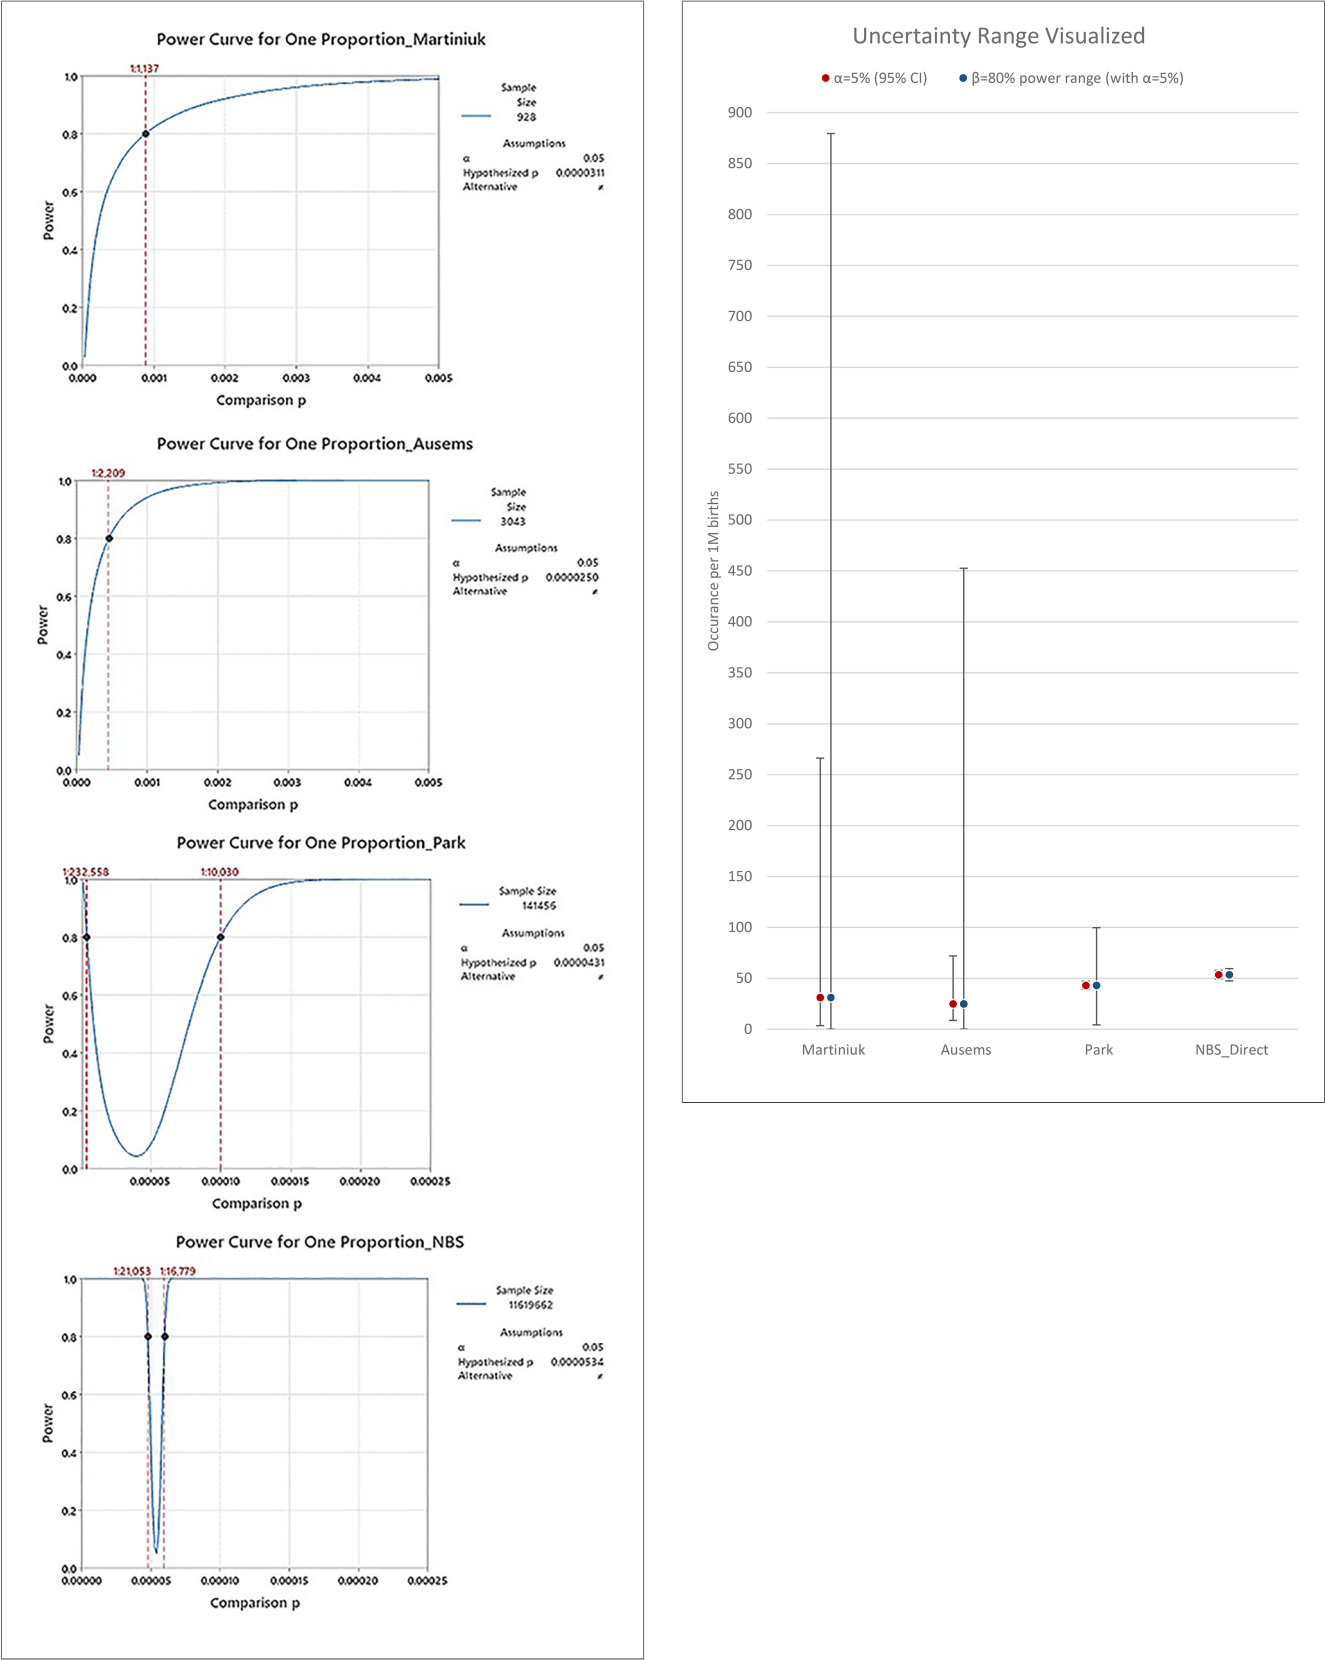 Power Curve for One Proportion_Martiniuk
1:1,137
1.0
0.8
0.6
0.4
0.2
0.0
Power
0.000 0.001 0.002 0.003 0.004 0.005
Comparison p
Sample
Size
928
Assumptions
α 0.05
Hypothesized p 0.0000311
Alternative ≠
Power Curve for One Proportion_Ausems
1:2,209
1.0
0.8
0.6
0.4
0.2
0.0
Power
0.000 0.001 0.002 0.003 0.004 0.005
Comparison p
Sample
Size
3043
Assumptions
α 0.05
Hypothesized p 0.0000250
Alternative ≠
Power Curve for One Proportion_Park
1:232,558 1:10,030
1.0
0.8
0.6
0.4
0.2
0.0
Power
0.00005 0.00010 0.00015 0.00020 0.00025
Comparison p
Sample Size
141456
Assumptions
α 0.05
Hypothesized p 0.0000431
Alternative ≠
Power Curve for One Proportion_NBS
1:21,053 1:16,779
1.0
0.8
0.6
0.4
0.2
0.0
Power
0.00000 0.00005 0.00010 0.00015 0.00020 0.00025
Comparison p
Sample Size
11619662
Assumptions
α 0.05
Hypothesized p 0.0000534
Alternative ≠
Uncertainty Range Visualized
α=5% (95% CI) β=80% power range (with α=5%)
900
850
800
750
700
650
600
550
500
450
400
350
300
250
200
150
100
50
0
Occurance per 1M births
Martiniuk Ausems Park NBS_Direct